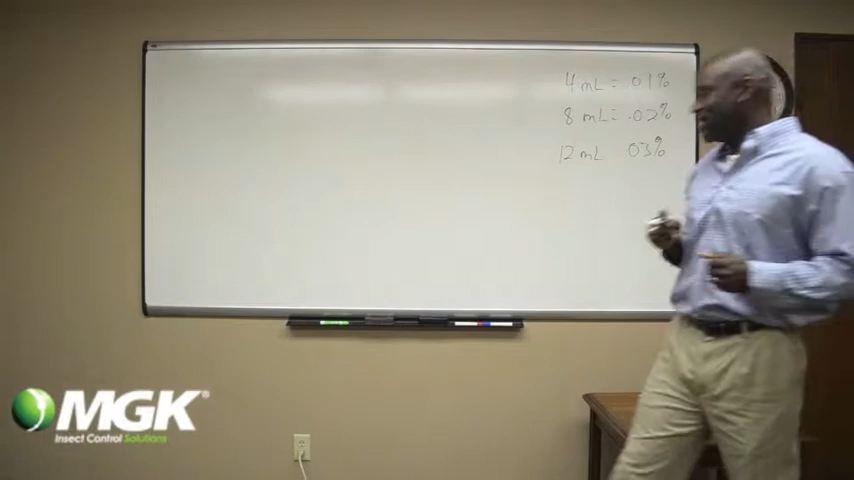 4 mL = .01%
8 mL = .02%
12 mL 03%
MGK®
Insect Control Solutions